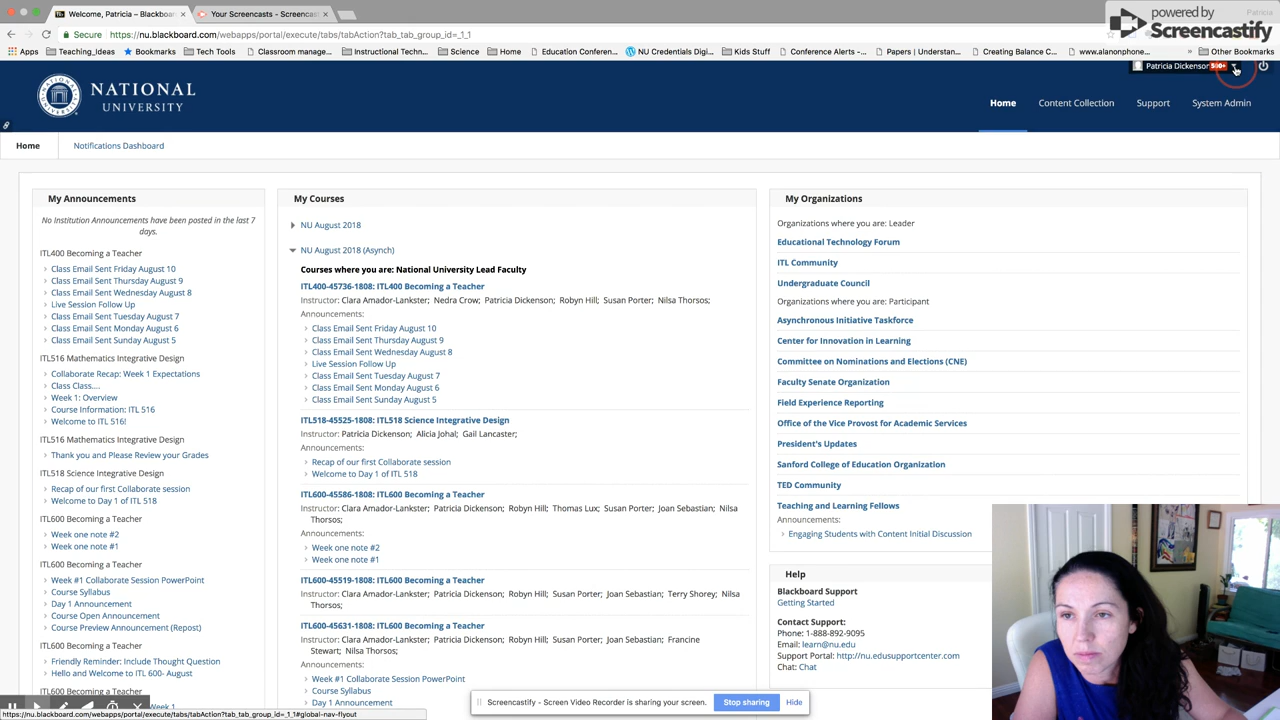 Welcome, Patricia – Blackboa
Your Screencasts – Screencast
Patricia
powered by
Screencastify
Secure
https://nu.blackboard.com/webapps/portal/execute/tabs/tabAction?tab_tab_group_id=_1_1
Apps
Teaching_Ideas
Bookmarks
Tech Tools
Classroom manage...
Instructional Techn...
Science
Home
Education Conferen...
NU Credentials Digi...
Kids Stuff
Conference Alerts -...
Papers | Understan...
Creating Balance C...
www.alanonphone...
»
Other Bookmarks
Patricia Dickenson
500+
NATIONAL
UNIVERSITY
Home
Content Collection
Support
System Admin
Home
Notifications Dashboard
My Announcements
No Institution Announcements have been posted in the last 7
days.
ITL400 Becoming a Teacher
Class Email Sent Friday August 10
Class Email Sent Thursday August 9
Class Email Sent Wednesday August 8
Live Session Follow Up
Class Email Sent Tuesday August 7
Class Email Sent Monday August 6
Class Email Sent Sunday August 5
ITL516 Mathematics Integrative Design
Collaborate Recap: Week 1 Expectations
Class Class....
Week 1: Overview
Course Information: ITL 516
Welcome to ITL 516!
ITL516 Mathematics Integrative Design
Thank you and Please Review your Grades
ITL518 Science Integrative Design
Recap of our first Collaborate session
Welcome to Day 1 of ITL 518
ITL600 Becoming a Teacher
Week one note #2
Week one note #1
ITL600 Becoming a Teacher
Week #1 Collaborate Session PowerPoint
Course Syllabus
Day 1 Announcement
Course Open Announcement
Course Preview Announcement (Repost)
ITL600 Becoming a Teacher
Friendly Reminder: Include Thought Question
Hello and Welcome to ITL 600- August
ITL600 Becoming a Teacher
My Courses
NU August 2018
NU August 2018 (Asynch)
Courses where you are: National University Lead Faculty
ITL400-45736-1808: ITL400 Becoming a Teacher
Instructor: Clara Amador-Lankster; Nedra Crow; Patricia Dickenson; Robyn Hill; Susan Porter; Nilsa Thorsos;
Announcements:
Class Email Sent Friday August 10
Class Email Sent Thursday August 9
Class Email Sent Wednesday August 8
Live Session Follow Up
Class Email Sent Tuesday August 7
Class Email Sent Monday August 6
Class Email Sent Sunday August 5
ITL518-45525-1808: ITL518 Science Integrative Design
Instructor: Patricia Dickenson; Alicia Johal; Gail Lancaster;
Announcements:
Recap of our first Collaborate session
Welcome to Day 1 of ITL 518
ITL600-45586-1808: ITL600 Becoming a Teacher
Instructor: Clara Amador-Lankster; Patricia Dickenson; Robyn Hill; Thomas Lux; Susan Porter; Joan Sebastian; Nilsa
Thorsos;
Announcements:
Week one note #2
Week one note #1
ITL600-45519-1808: ITL600 Becoming a Teacher
Instructor: Clara Amador-Lankster; Patricia Dickenson; Robyn Hill; Susan Porter; Joan Sebastian; Terry Shorey; Nilsa
Thorsos;
ITL600-45631-1808: ITL600 Becoming a Teacher
Instructor: Clara Amador-Lankster; Patricia Dickenson; Robyn Hill; Susan Porter; Joan Sebastian; Francine
Stewart; Nilsa Thorsos;
Announcements:
Week #1 Collaborate Session PowerPoint
Course Syllabus
Day 1 Announcement
My Organizations
Organizations where you are: Leader
Educational Technology Forum
ITL Community
Undergraduate Council
Organizations where you are: Participant
Asynchronous Initiative Taskforce
Center for Innovation in Learning
Committee on Nominations and Elections (CNE)
Faculty Senate Organization
Field Experience Reporting
Office of the Vice Provost for Academic Services
President's Updates
Sanford College of Education Organization
TED Community
Teaching and Learning Fellows
Announcements:
Engaging Students with Content Initial Discussion
Help
Blackboard Support
Getting Started
Contact Support:
Phone: 1-888-892-9095
Email: learn@nu.edu
Support Portal: http://nu.edusupportcenter.com
Chat: Chat
Screencastify - Screen Video Recorder is sharing your screen.
Stop sharing
Hide
https://nu.blackboard.com/webapps/portal/execute/tabs/tabAction?tab_tab_group_id=_1_1#global-nav-flyout